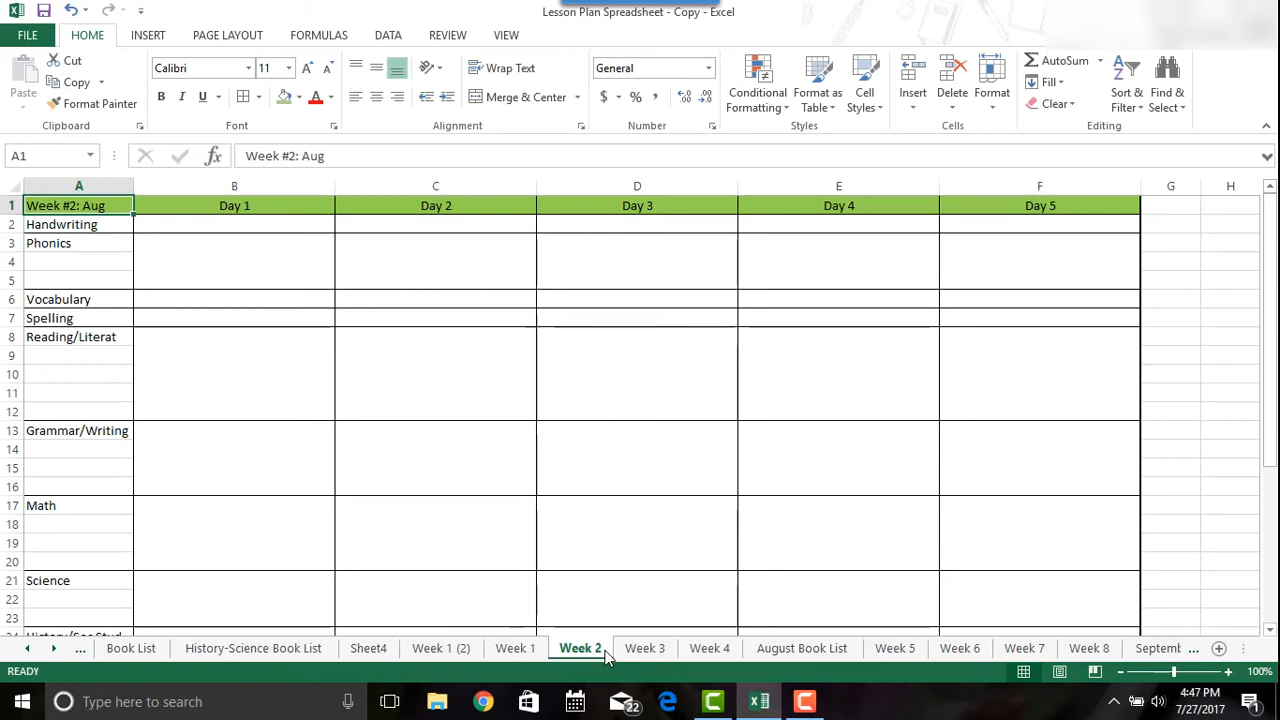 Lesson Plan Spreadsheet - Copy - Excel
FILE HOME INSERT PAGE LAYOUT FORMULAS DATA REVIEW VIEW
Paste
Cut
Copy
Format Painter
Clipboard
Calibri 11
B I U
Font
Wrap Text
Merge & Center
Alignment
General
$ % ,
Number
Conditional Formatting
Format as Table
Cell Styles
Styles
Insert Delete Format
Cells
AutoSum
Fill
Clear
Sort & Filter
Find & Select
Editing
A1 fx Week #2: Aug
A B C D E F G H
1 Week #2: Aug Day 1 Day 2 Day 3 Day 4 Day 5
2 Handwriting
3 Phonics
4
5
6 Vocabulary
7 Spelling
8 Reading/Literat
9
10
11
12
13 Grammar/Writing
14
15
16
17 Math
18
19
20
21 Science
22
23
24 History/Soc Stud
... Book List History-Science Book List Sheet4 Week 1 (2) Week 1 Week 2 Week 3 Week 4 August Book List Week 5 Week 6 Week 7 Week 8 Septemb ...
READY 100%
Type here to search 22 4:47 PM
7/27/2017 1